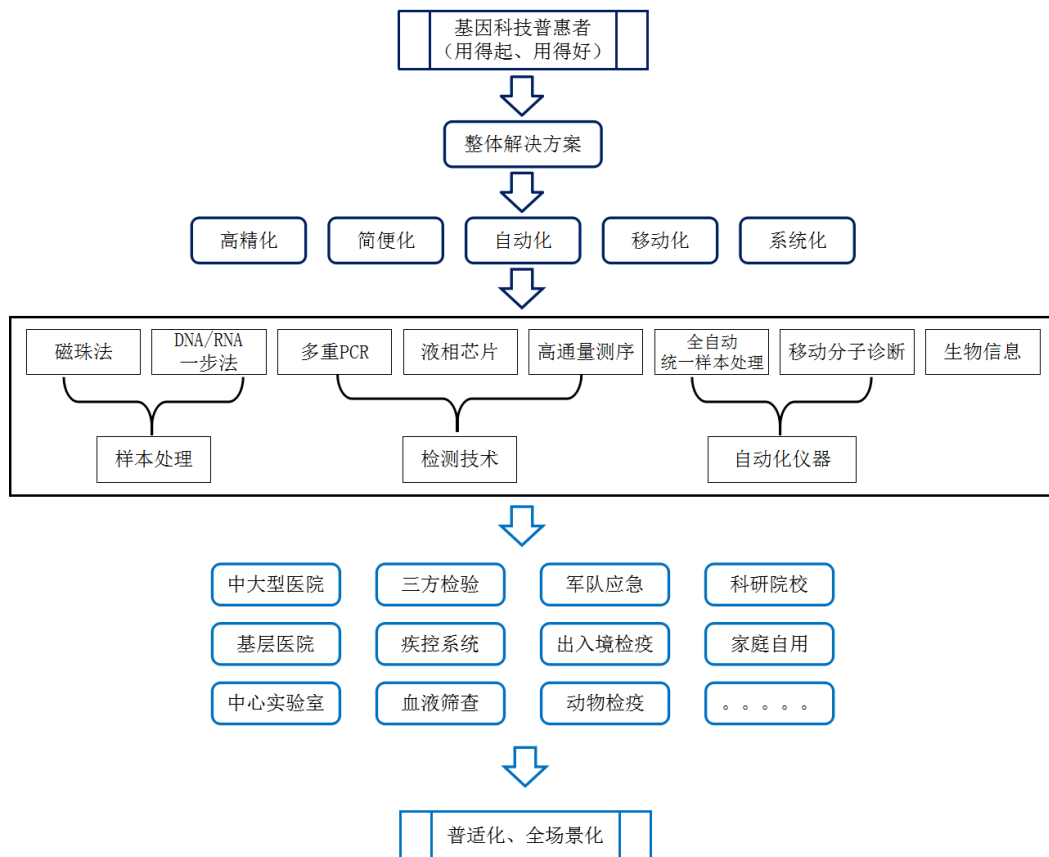 基因科技普惠者
（用得起、用得好）
整体解决方案
高精化
简便化
自动化
移动化
系统化
磁珠法
DNA/RNA
一步法
多重PCR
液相芯片
高通量测序
全自动
统一样本处理
移动分子诊断
生物信息
样本处理
检测技术
自动化仪器
中大型医院
三方检验
军队应急
科研院校
基层医院
疾控系统
出入境检疫
家庭自用
中心实验室
血液筛查
动物检疫
。。。。。
普适化、全场景化